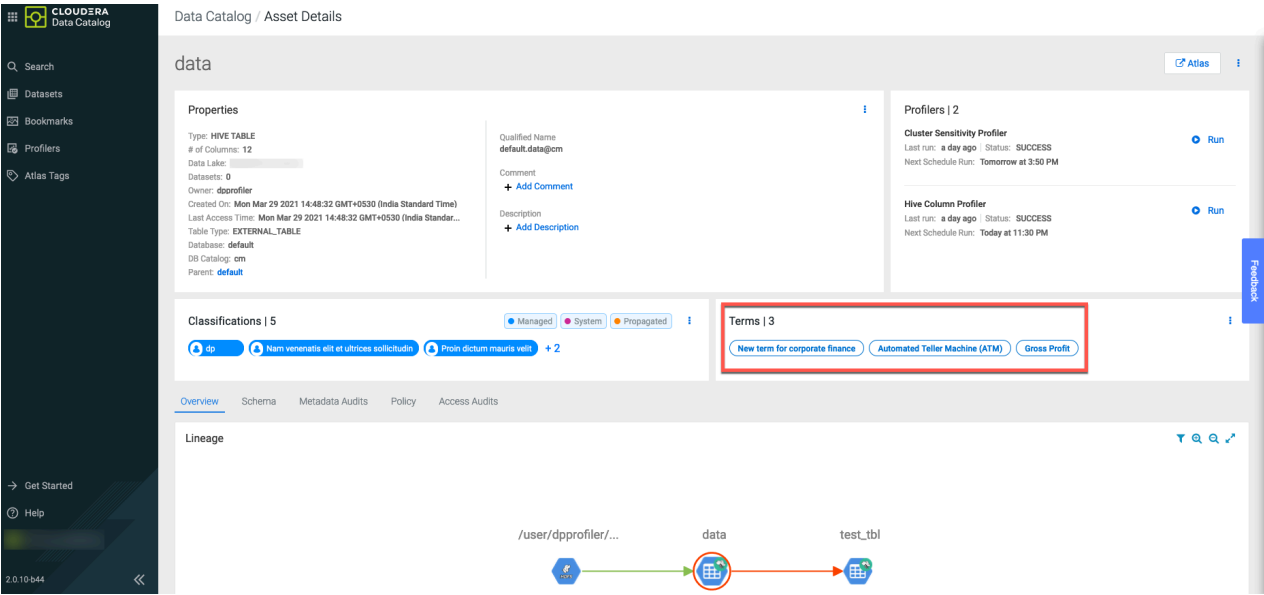 CLOUDERA
Data Catalog
Data Catalog / Asset Details
Search
Datasets
Bookmarks
Profilers
Atlas Tags
Get Started
Help
2.0.10-b44
data
Atlas
Properties
Type: HIVE TABLE
# of Columns: 12
Data Lake:
Datasets: 0
Owner: dpprofiler
Created On: Mon Mar 29 2021 14:48:32 GMT+0530 (India Standard Time)
Last Access Time: Mon Mar 29 2021 14:48:32 GMT+0530 (India Standar...
Table Type: EXTERNAL_TABLE
Database: default
DB Catalog: cm
Parent: default
Qualified Name
default.data@cm
Comment
+ Add Comment
Description
+ Add Description
Profilers | 2
Cluster Sensitivity Profiler
Last run: a day ago | Status: SUCCESS
Next Schedule Run: Tomorrow at 3:50 PM
Run
Hive Column Profiler
Last run: a day ago | Status: SUCCESS
Next Schedule Run: Today at 11:30 PM
Run
Feedback
Classifications | 5
Managed System Propagated
dp Nam venenatis elit et ultrices sollicitudin Proin dictum mauris velit + 2
Terms | 3
New term for corporate finance Automated Teller Machine (ATM) Gross Profit
Overview Schema Metadata Audits Policy Access Audits
Lineage
/user/dpprofiler/... data test_tbl